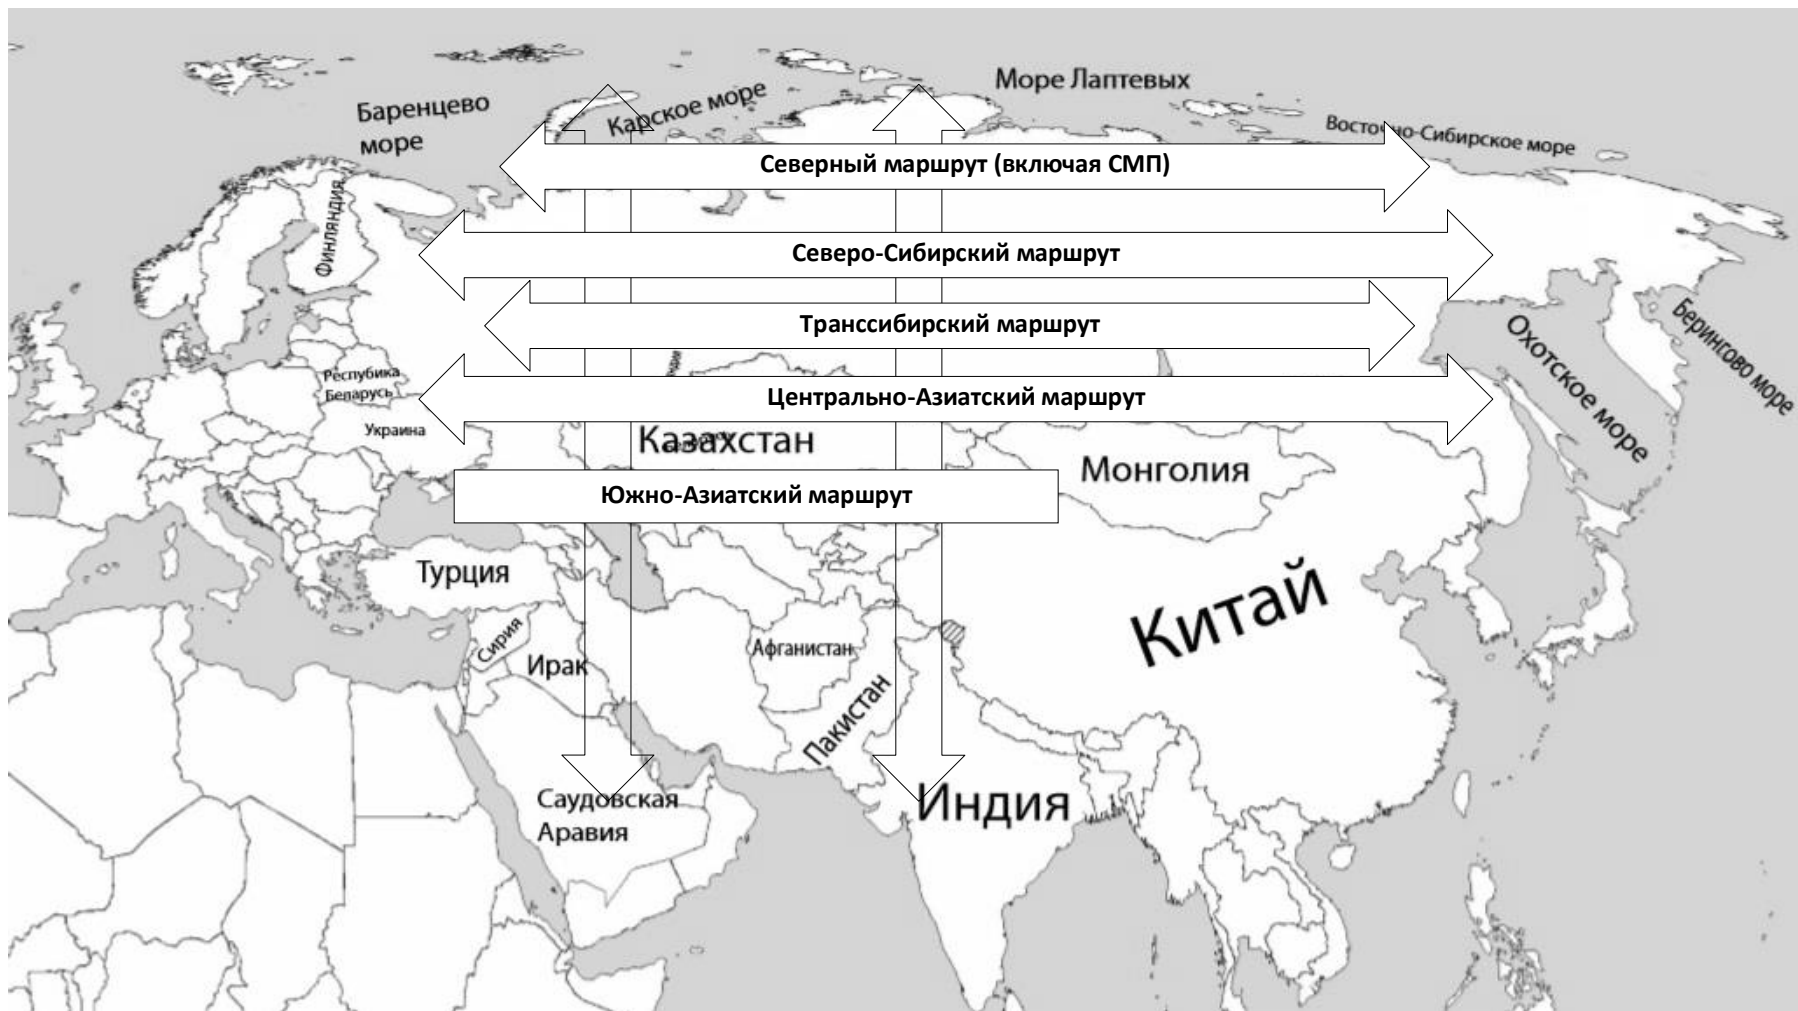 Море Лаптевых
Баренцево
море
Карское море
Восточно-Сибирское море
Северный маршрут (включая СМП)
Финляндия
Северо-Сибирский маршрут
Берингово море
Охотское море
Транссибирский маршрут
Респубика
Беларусь
Центрально-Азиатский маршрут
Украина
Казахстан
Монголия
Южно-Азиатский маршрут
Турция
Китай
Сирия
Ирак
Афганистан
Пакистан
Саудовская
Аравия
Индия